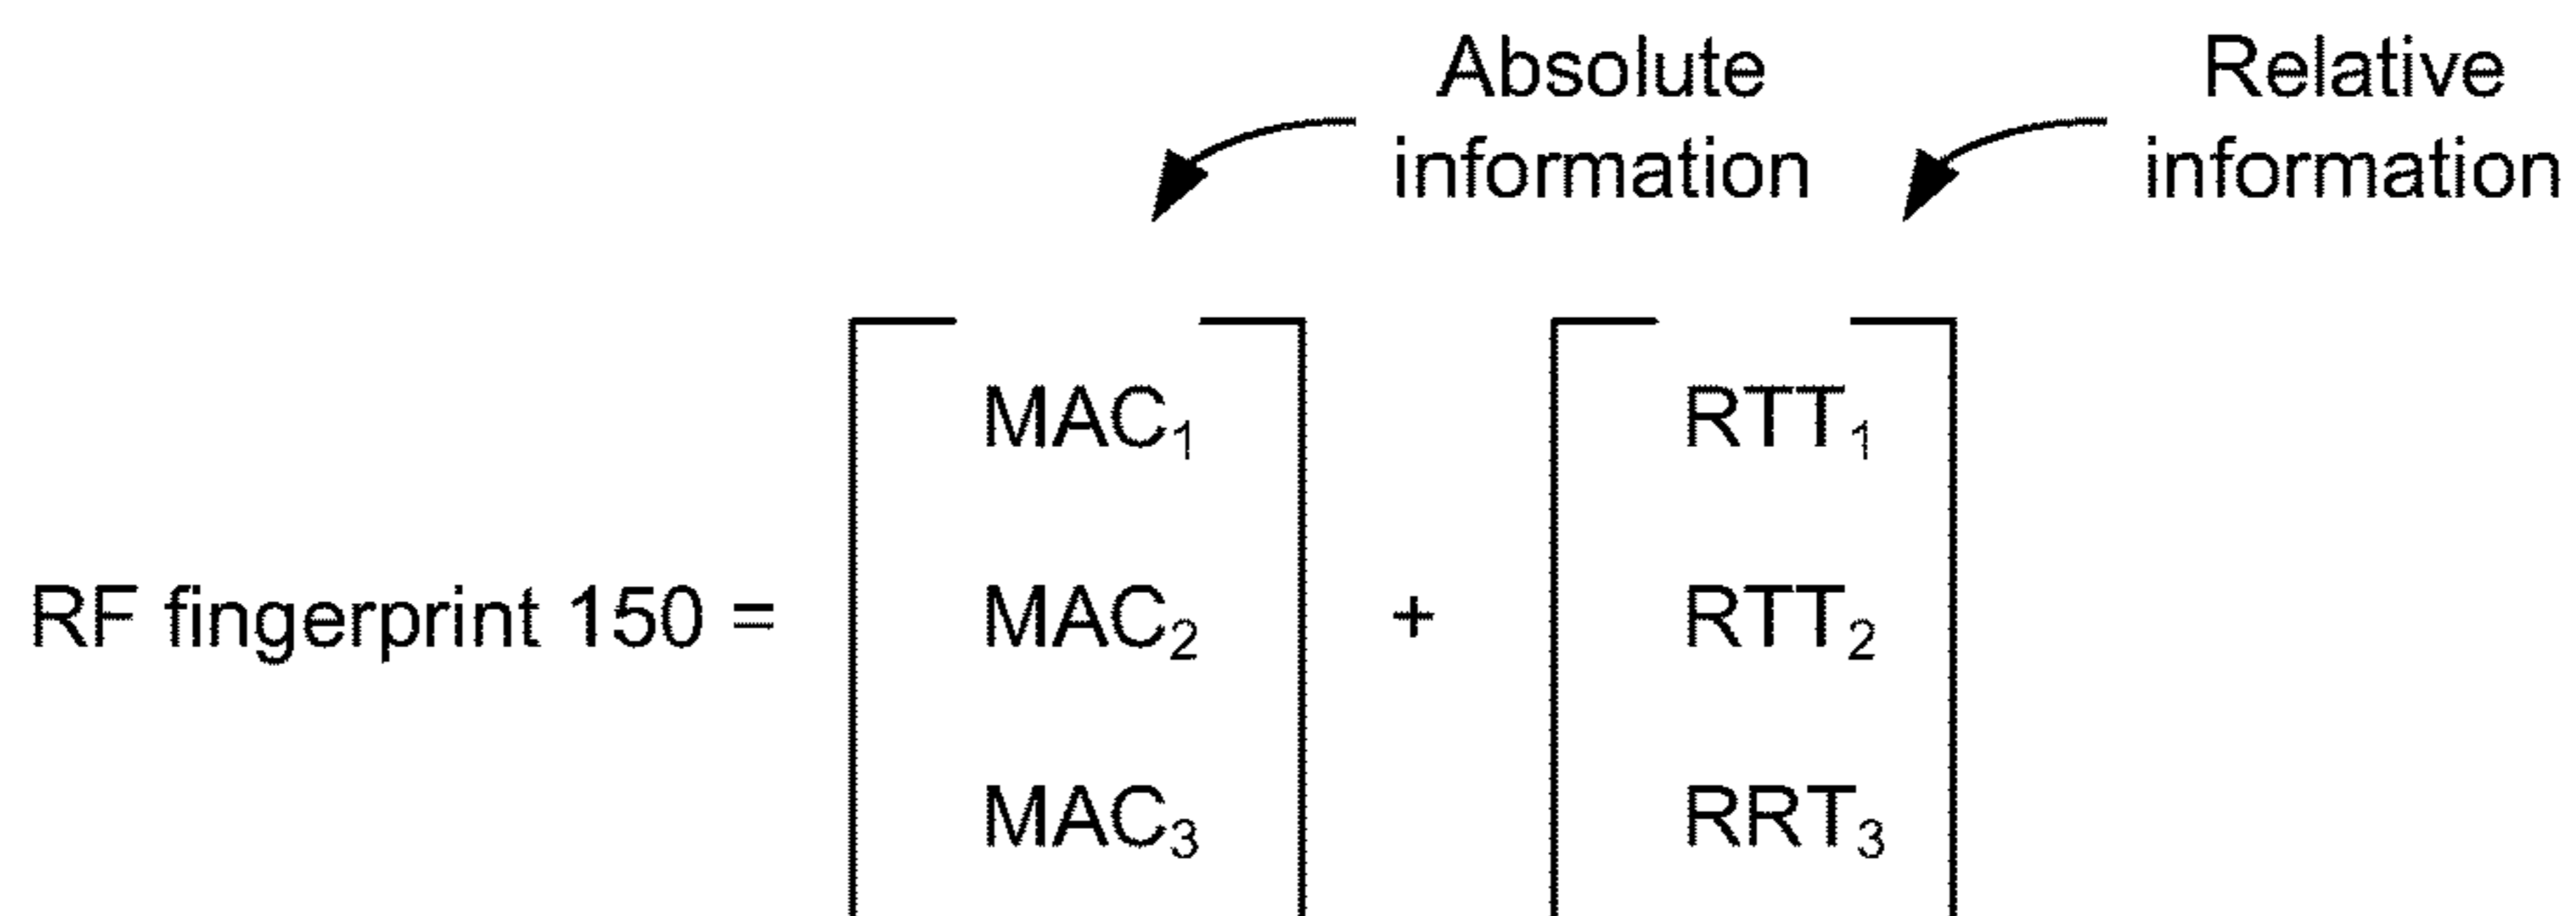 Absolute information
Relative information
MAC₁ RTT₁
RF fingerprint 150 = MAC₂ + RTT₂
MAC₃ RRT₃